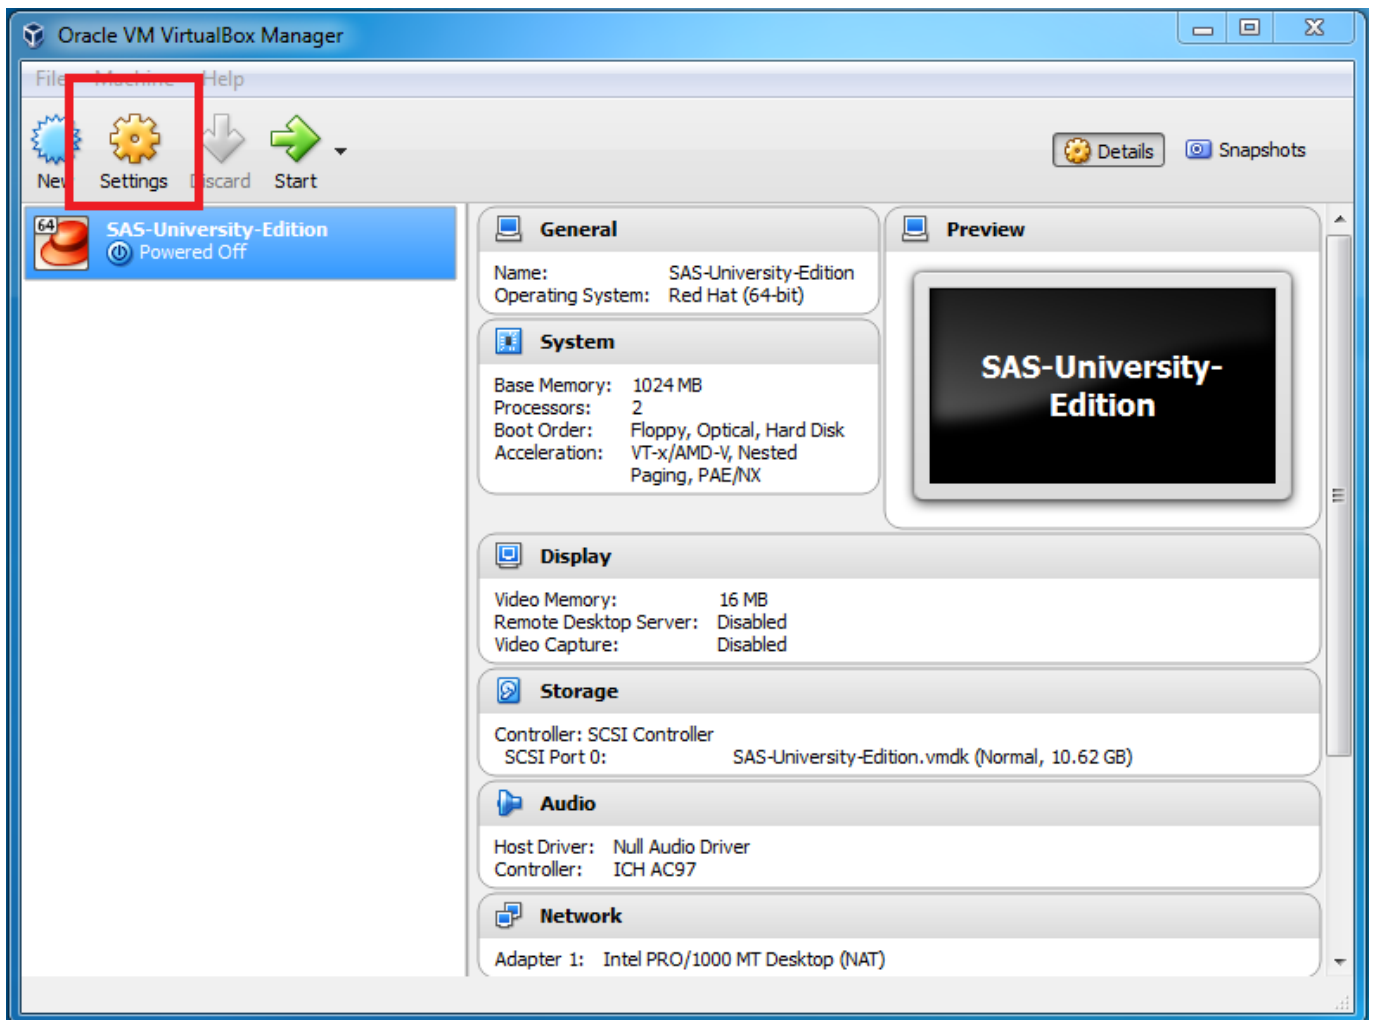 Oracle VM VirtualBox Manager
File Machine Help
New Settings Discard Start
Details Snapshots
64
SAS-University-Edition
Powered Off
General
Name: SAS-University-Edition
Operating System: Red Hat (64-bit)
System
Base Memory: 1024 MB
Processors: 2
Boot Order: Floppy, Optical, Hard Disk
Acceleration: VT-x/AMD-V, Nested
Paging, PAE/NX
Preview
SAS-University-
Edition
Display
Video Memory: 16 MB
Remote Desktop Server: Disabled
Video Capture: Disabled
Storage
Controller: SCSI Controller
SCSI Port 0: SAS-University-Edition.vmdk (Normal, 10.62 GB)
Audio
Host Driver: Null Audio Driver
Controller: ICH AC97
Network
Adapter 1: Intel PRO/1000 MT Desktop (NAT)